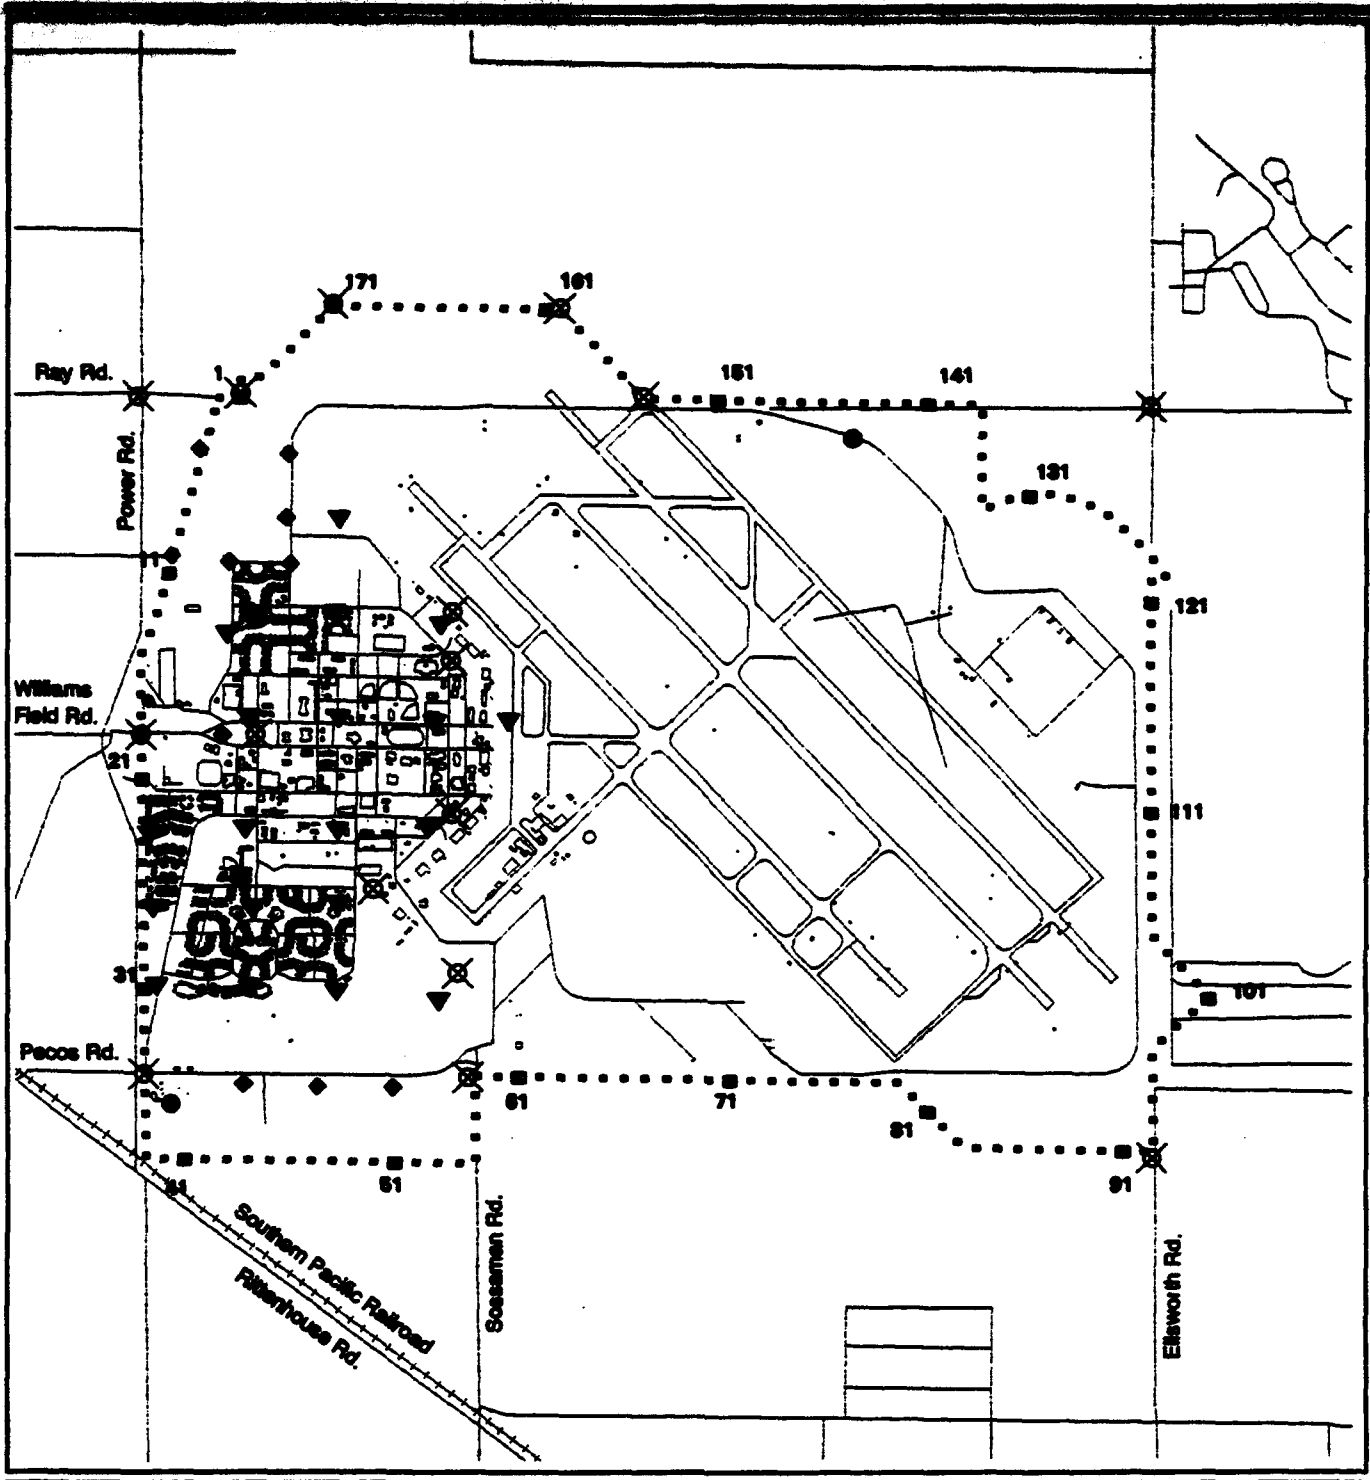 171
161
Ray Rd.
1
151
141
Power Rd.
131
11
121
Williams
Field Rd.
21
111
31
101
Pecos Rd.
61
71
81
41
51
91
Southern Pacific Railroad
Rittenhouse Rd.
Sossaman Rd.
Ellsworth Rd.